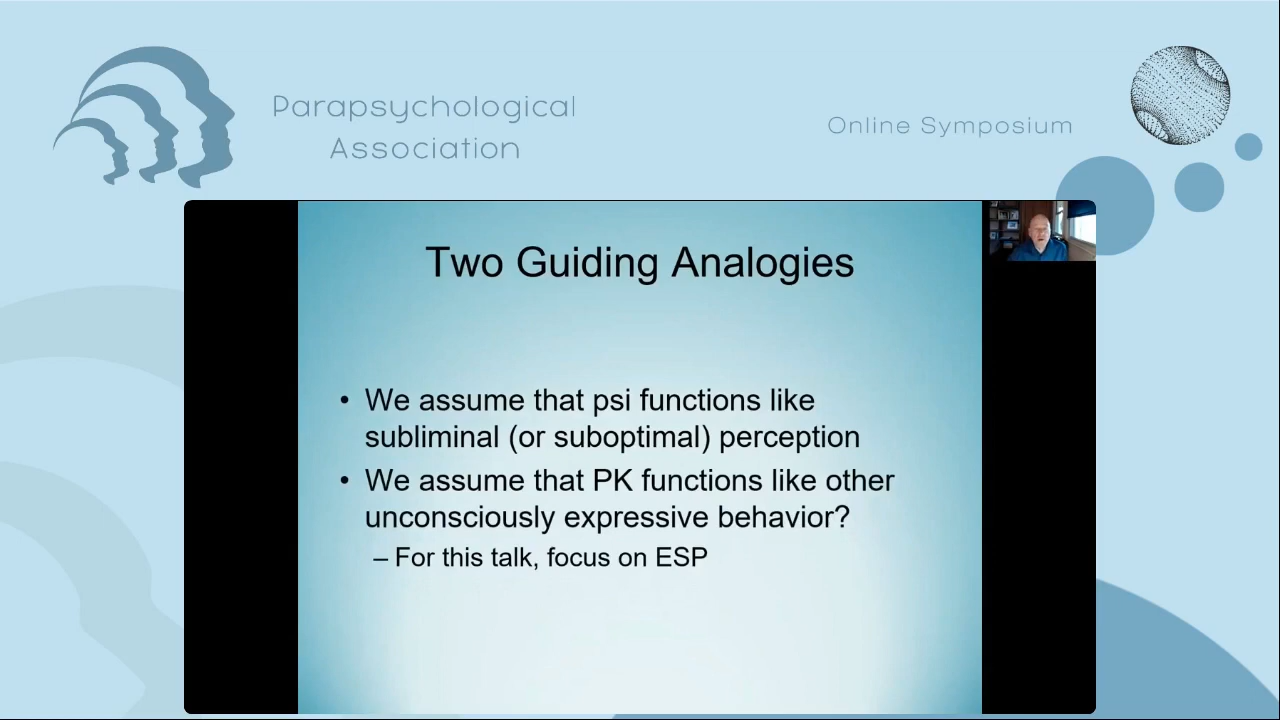 Parapsychological
Association
Online Symposium
Two Guiding Analogies
• We assume that psi functions like
subliminal (or suboptimal) perception
• We assume that PK functions like other
unconsciously expressive behavior?
– For this talk, focus on ESP